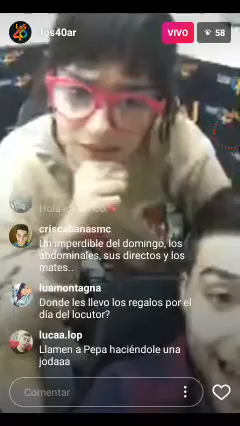 los40ar
VIVO
58
criscabanasmc
Un imperdible del domingo, los
abdominales, sus directos y los
mates..
luamontagna
Donde les llevo los regalos por el
día del locutor?
lucaa.lop
Llamen a Pepa haciéndole una
jodaaa
Comentar